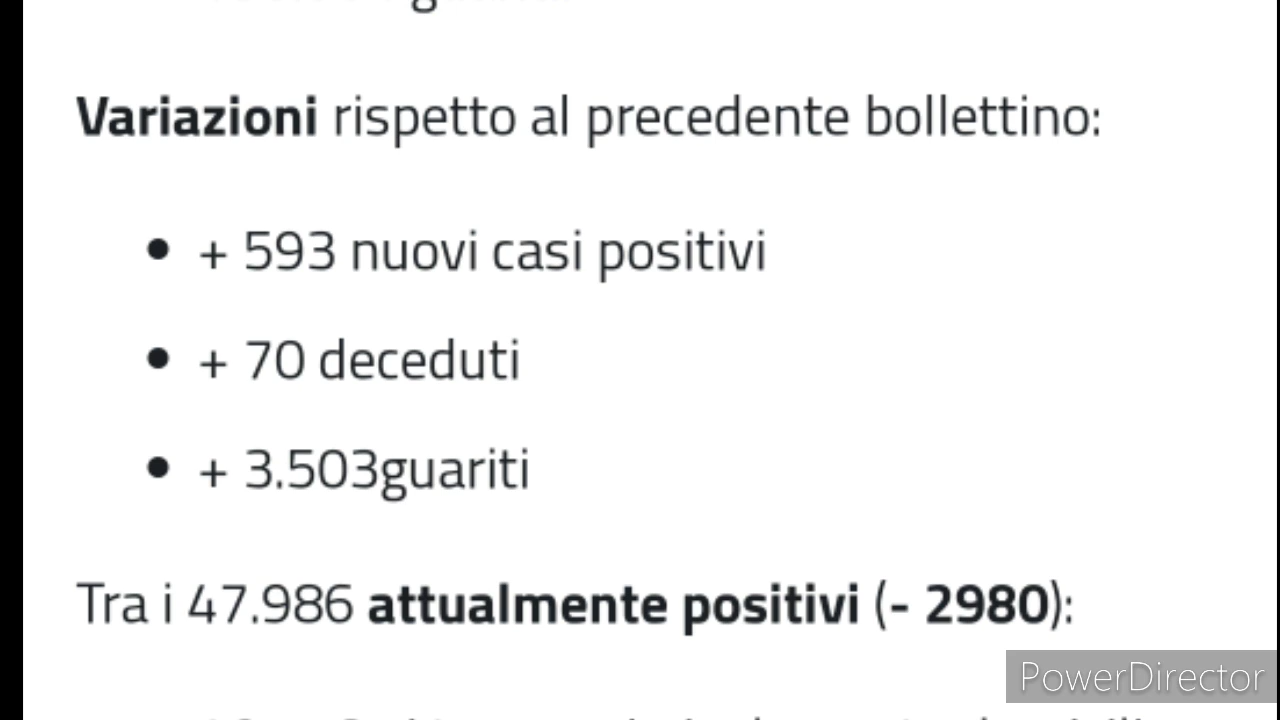 Variazioni rispetto al precedente bollettino:
• + 593 nuovi casi positivi
• + 70 deceduti
• + 3.503guariti
Tra i 47.986 attualmente positivi (- 2980):
PowerDirector